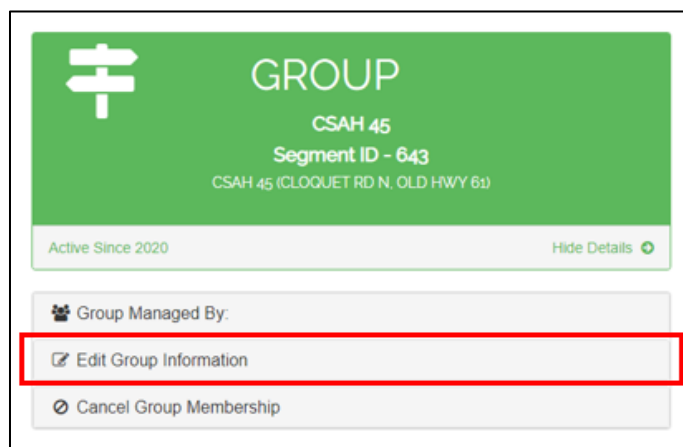 GROUP
CSAH 45
Segment ID - 643
CSAH 45 (CLOQUET RD N, OLD HWY 61)
Active Since 2020 Hide Details
Group Managed By:
Edit Group Information
Cancel Group Membership